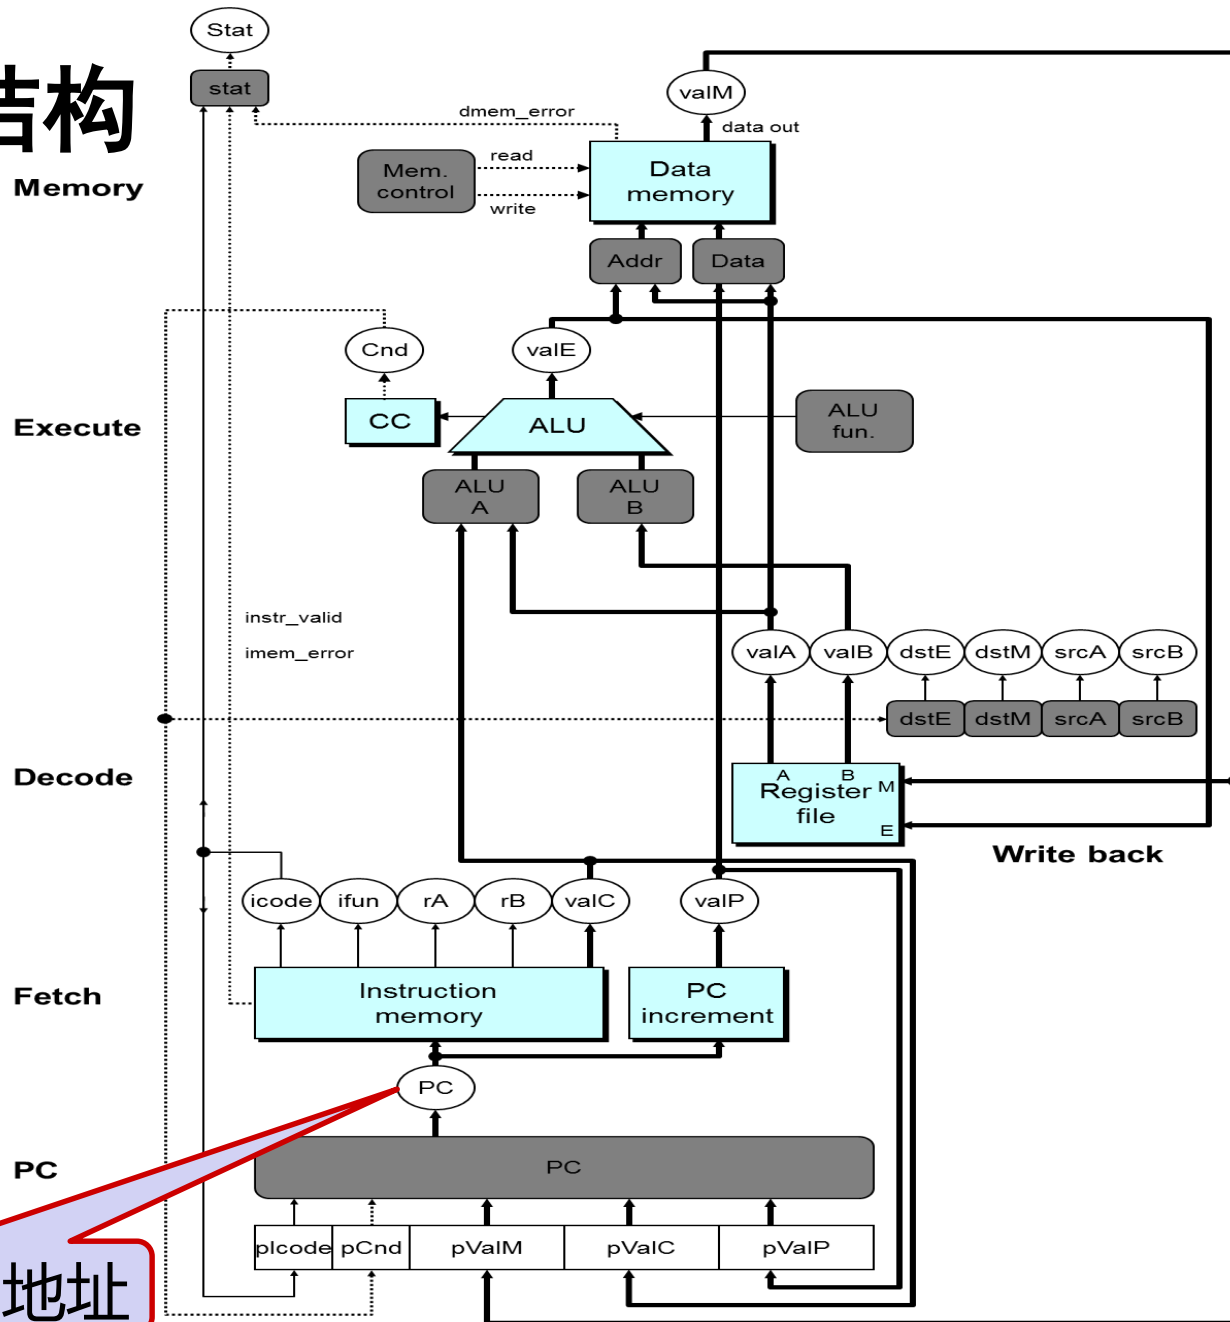 Stat
stat
结构
valM
dmem_error
data out
Memory
Mem.
control
read
write
Data
memory
Addr
Data
Cnd
valE
Execute
CC
ALU
ALU
fun.
ALU
A
ALU
B
instr_valid
imem_error
valA
valB
dstE
dstM
srcA
srcB
dstE
dstM
srcA
srcB
Decode
A
B
Register
file
M
E
Write back
icode
ifun
rA
rB
valC
valP
Fetch
Instruction
memory
PC
increment
PC
PC
PC
pIcode
pCnd
pValM
pValC
pValP
地址